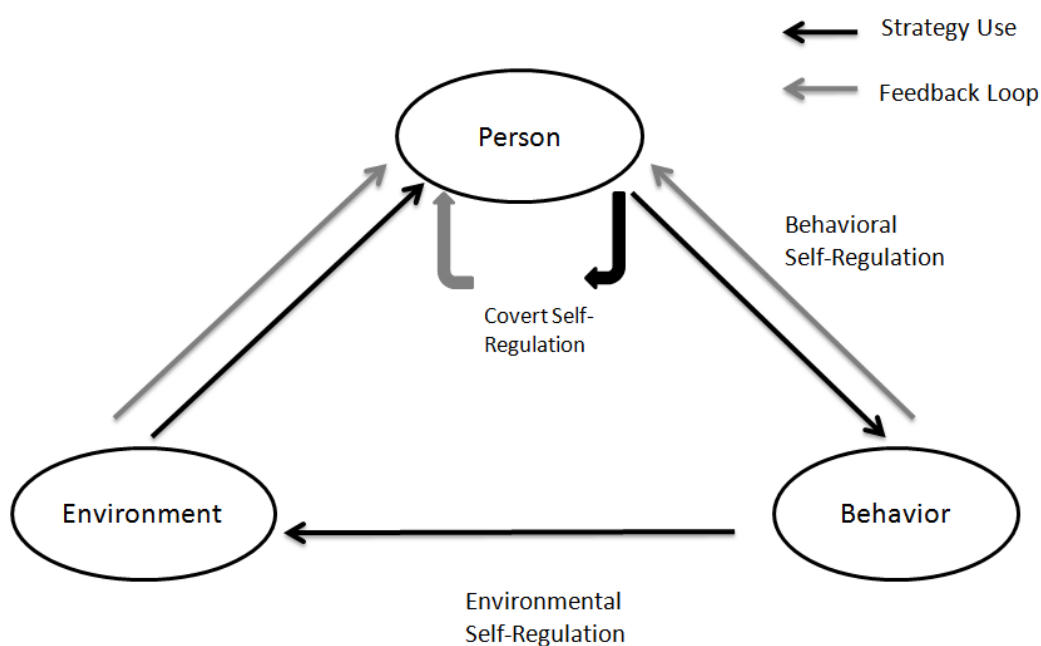 Strategy Use
Feedback Loop
Person
Behavioral
Self-Regulation
Covert Self-
Regulation
Environment
Behavior
Environmental
Self-Regulation